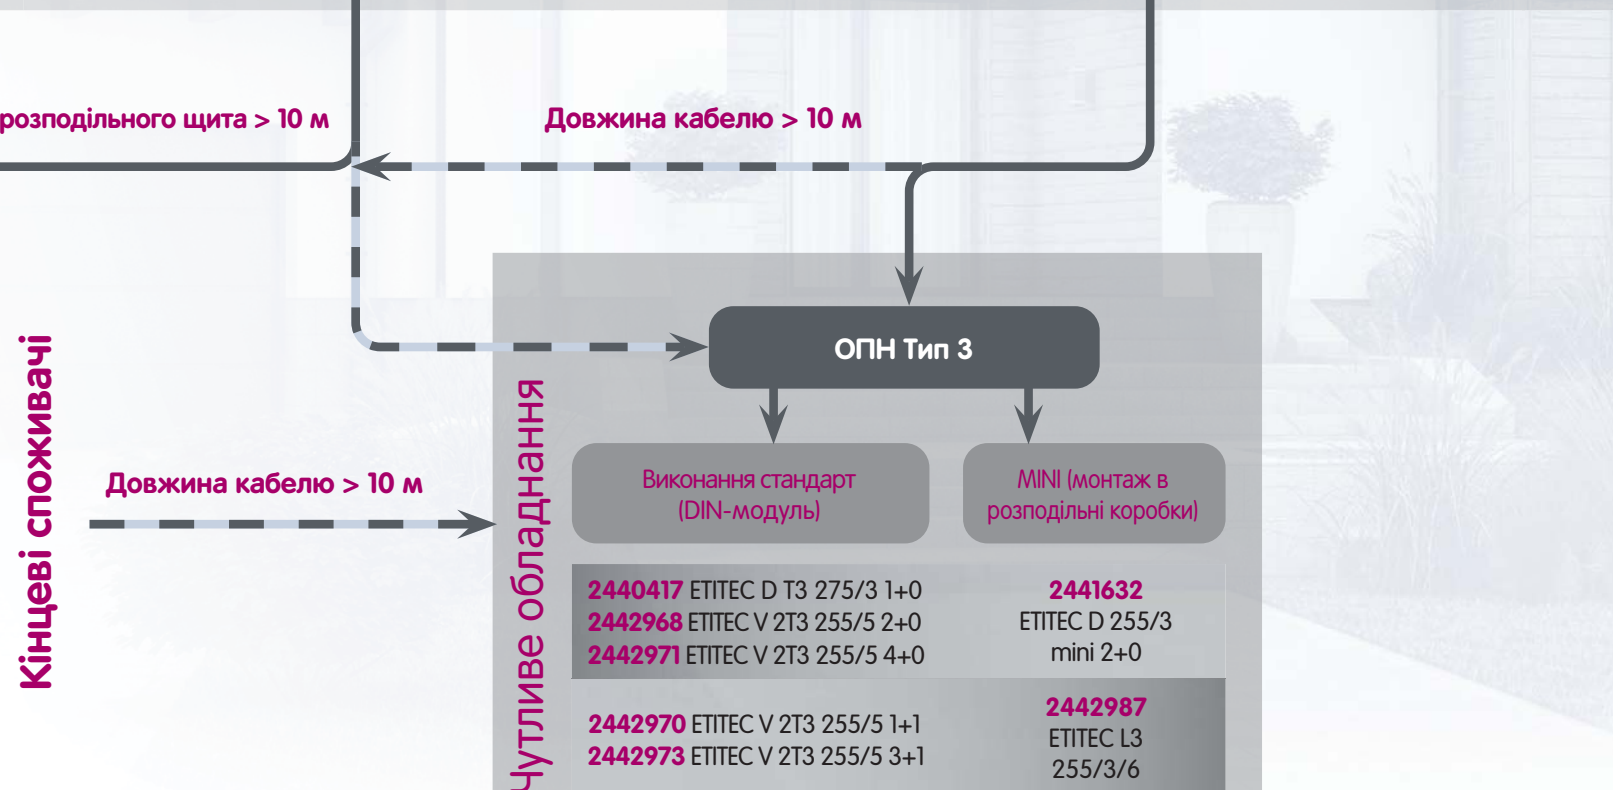 розподільного щита > 10 м
Довжина кабелю > 10 м
ОПН Тип 3
Кінцеві споживачі
Довжина кабелю > 10 м
Чутливе обладнання
Виконання стандарт
(DIN-модуль)
MINI (монтаж в
розподільні коробки)
2440417 ETITEC D T3 275/3 1+0
2442968 ETITEC V 2T3 255/5 2+0
2442971 ETITEC V 2T3 255/5 4+0
2441632
ETITEC D 255/3
mini 2+0
2442970 ETITEC V 2T3 255/5 1+1
2442973 ETITEC V 2T3 255/5 3+1
2442987
ETITEC L3
255/3/6